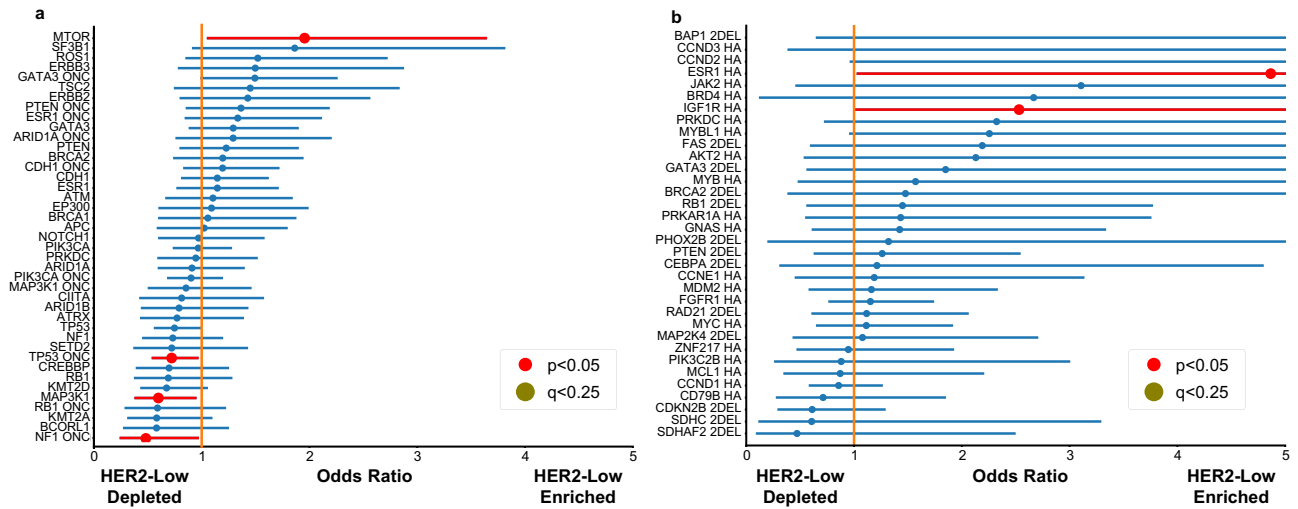 a
MTOR
SF3B1
ROS1
ERBB3
GATA3 ONC
TSC2
ERBB2
PTEN ONC
ESR1 ONC
GATA3
ARID1A ONC
PTEN
BRCA2
CDH1 ONC
CDH1
ESR1
ATM
EP300
BRCA1
APC
NOTCH1
PIK3CA
PRKDC
ARID1A
PIK3CA ONC
MAP3K1 ONC
CIITA
ARID1B
ATRX
TP53
NF1
SETD2
TP53 ONC
CREBBP
RB1
KMT2D
MAP3K1
RB1 ONC
KMT2A
BCORL1
NF1 ONC
p<0.05
q<0.25
0 1 2 3 4 5
HER2-Low
Depleted
Odds Ratio
HER2-Low
Enriched
b
BAP1 2DEL
CCND3 HA
CCND2 HA
ESR1 HA
JAK2 HA
BRD4 HA
IGF1R HA
PRKDC HA
MYBL1 HA
FAS 2DEL
AKT2 HA
GATA3 2DEL
MYB HA
BRCA2 2DEL
RB1 2DEL
PRKAR1A HA
GNAS HA
PHOX2B 2DEL
PTEN 2DEL
CEBPA 2DEL
CCNE1 HA
MDM2 HA
FGFR1 HA
RAD21 2DEL
MYC HA
MAP2K4 2DEL
ZNF217 HA
PIK3C2B HA
MCL1 HA
CCND1 HA
CD79B HA
CDKN2B 2DEL
SDHC 2DEL
SDHAF2 2DEL
p<0.05
q<0.25
0 1 2 3 4 5
HER2-Low
Depleted
Odds Ratio
HER2-Low
Enriched